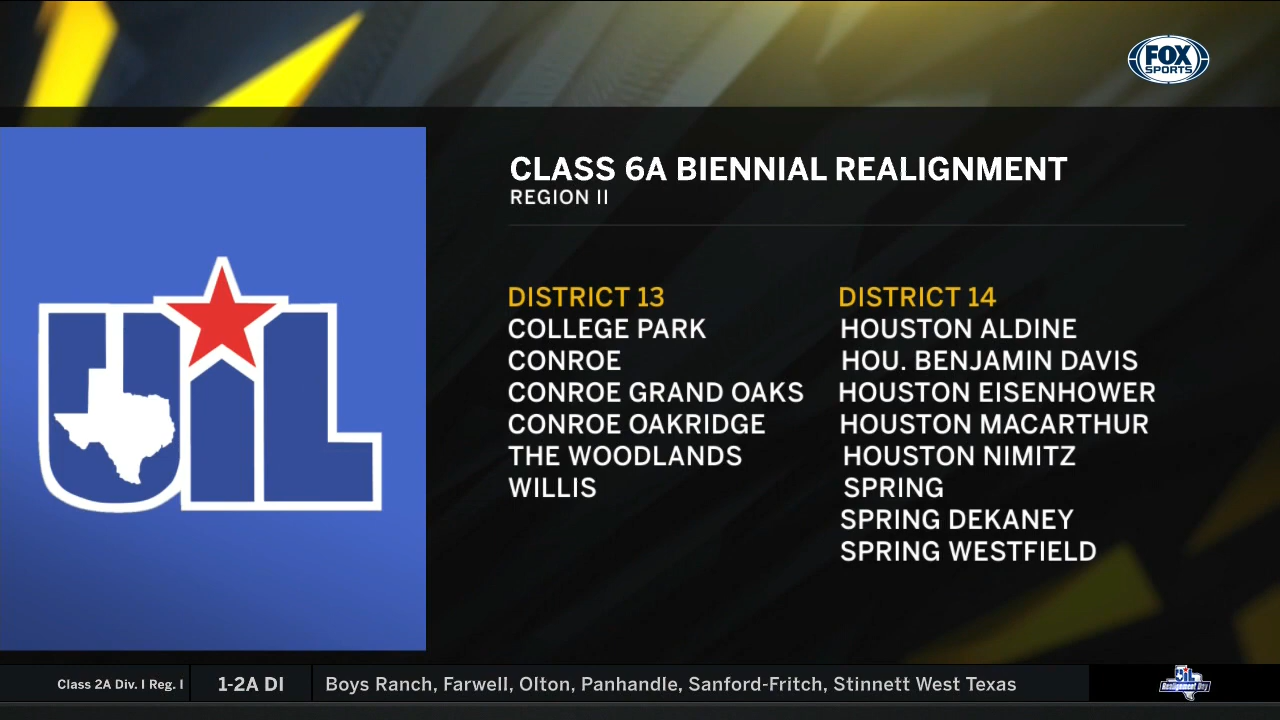 FOX
SPORTS
CLASS 6A BIENNIAL REALIGNMENT
REGION II
DISTRICT 13
COLLEGE PARK
CONROE
CONROE GRAND OAKS
CONROE OAKRIDGE
THE WOODLANDS
WILLIS
DISTRICT 14
HOUSTON ALDINE
HOU. BENJAMIN DAVIS
HOUSTON EISENHOWER
HOUSTON MACARTHUR
HOUSTON NIMITZ
SPRING
SPRING DEKANEY
SPRING WESTFIELD
UIL
Class 2A Div. I Reg. I
1-2A DI
Boys Ranch, Farwell, Olton, Panhandle, Sanford-Fritch, Stinnett West Texas
UIL
Realignment Day